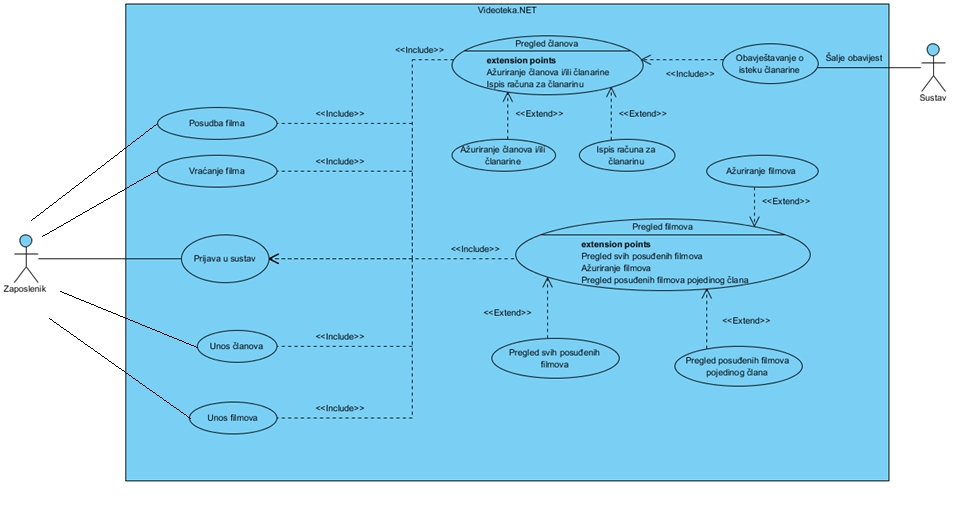 Videoteka.NET
<<Include>>
Pregled članova
extension points
Ažuriranje članova i/ili članarine
Ispis računa za članarinu
<<Include>>
Obavještavanje o
isteku članarine
Šalje obavijest
Sustav
Posudba filma
<<Include>>
<<Extend>>
<<Extend>>
Ažuriranje članova i/ili
članarine
Ispis računa za
članarinu
Vraćanje filma
<<Include>>
Ažuriranje filmova
<<Extend>>
Zaposlenik
Prijava u sustav
<<Include>>
Pregled filmova
extension points
Pregled svih posuđenih filmova
Ažuriranje filmova
Pregled posuđenih filmova pojedinog člana
<<Extend>>
<<Extend>>
Unos članova
<<Include>>
Pregled svih posuđenih
filmova
Pregled posuđenih filmova
pojedinog člana
Unos filmova
<<Include>>